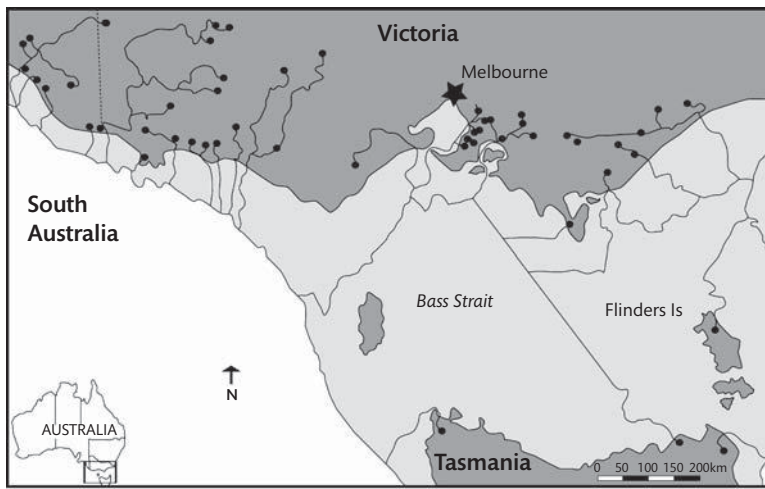 Victoria
Melbourne
South
Australia
Bass Strait
Flinders Is
N
AUSTRALIA
Tasmania
0 50 100 150 200km